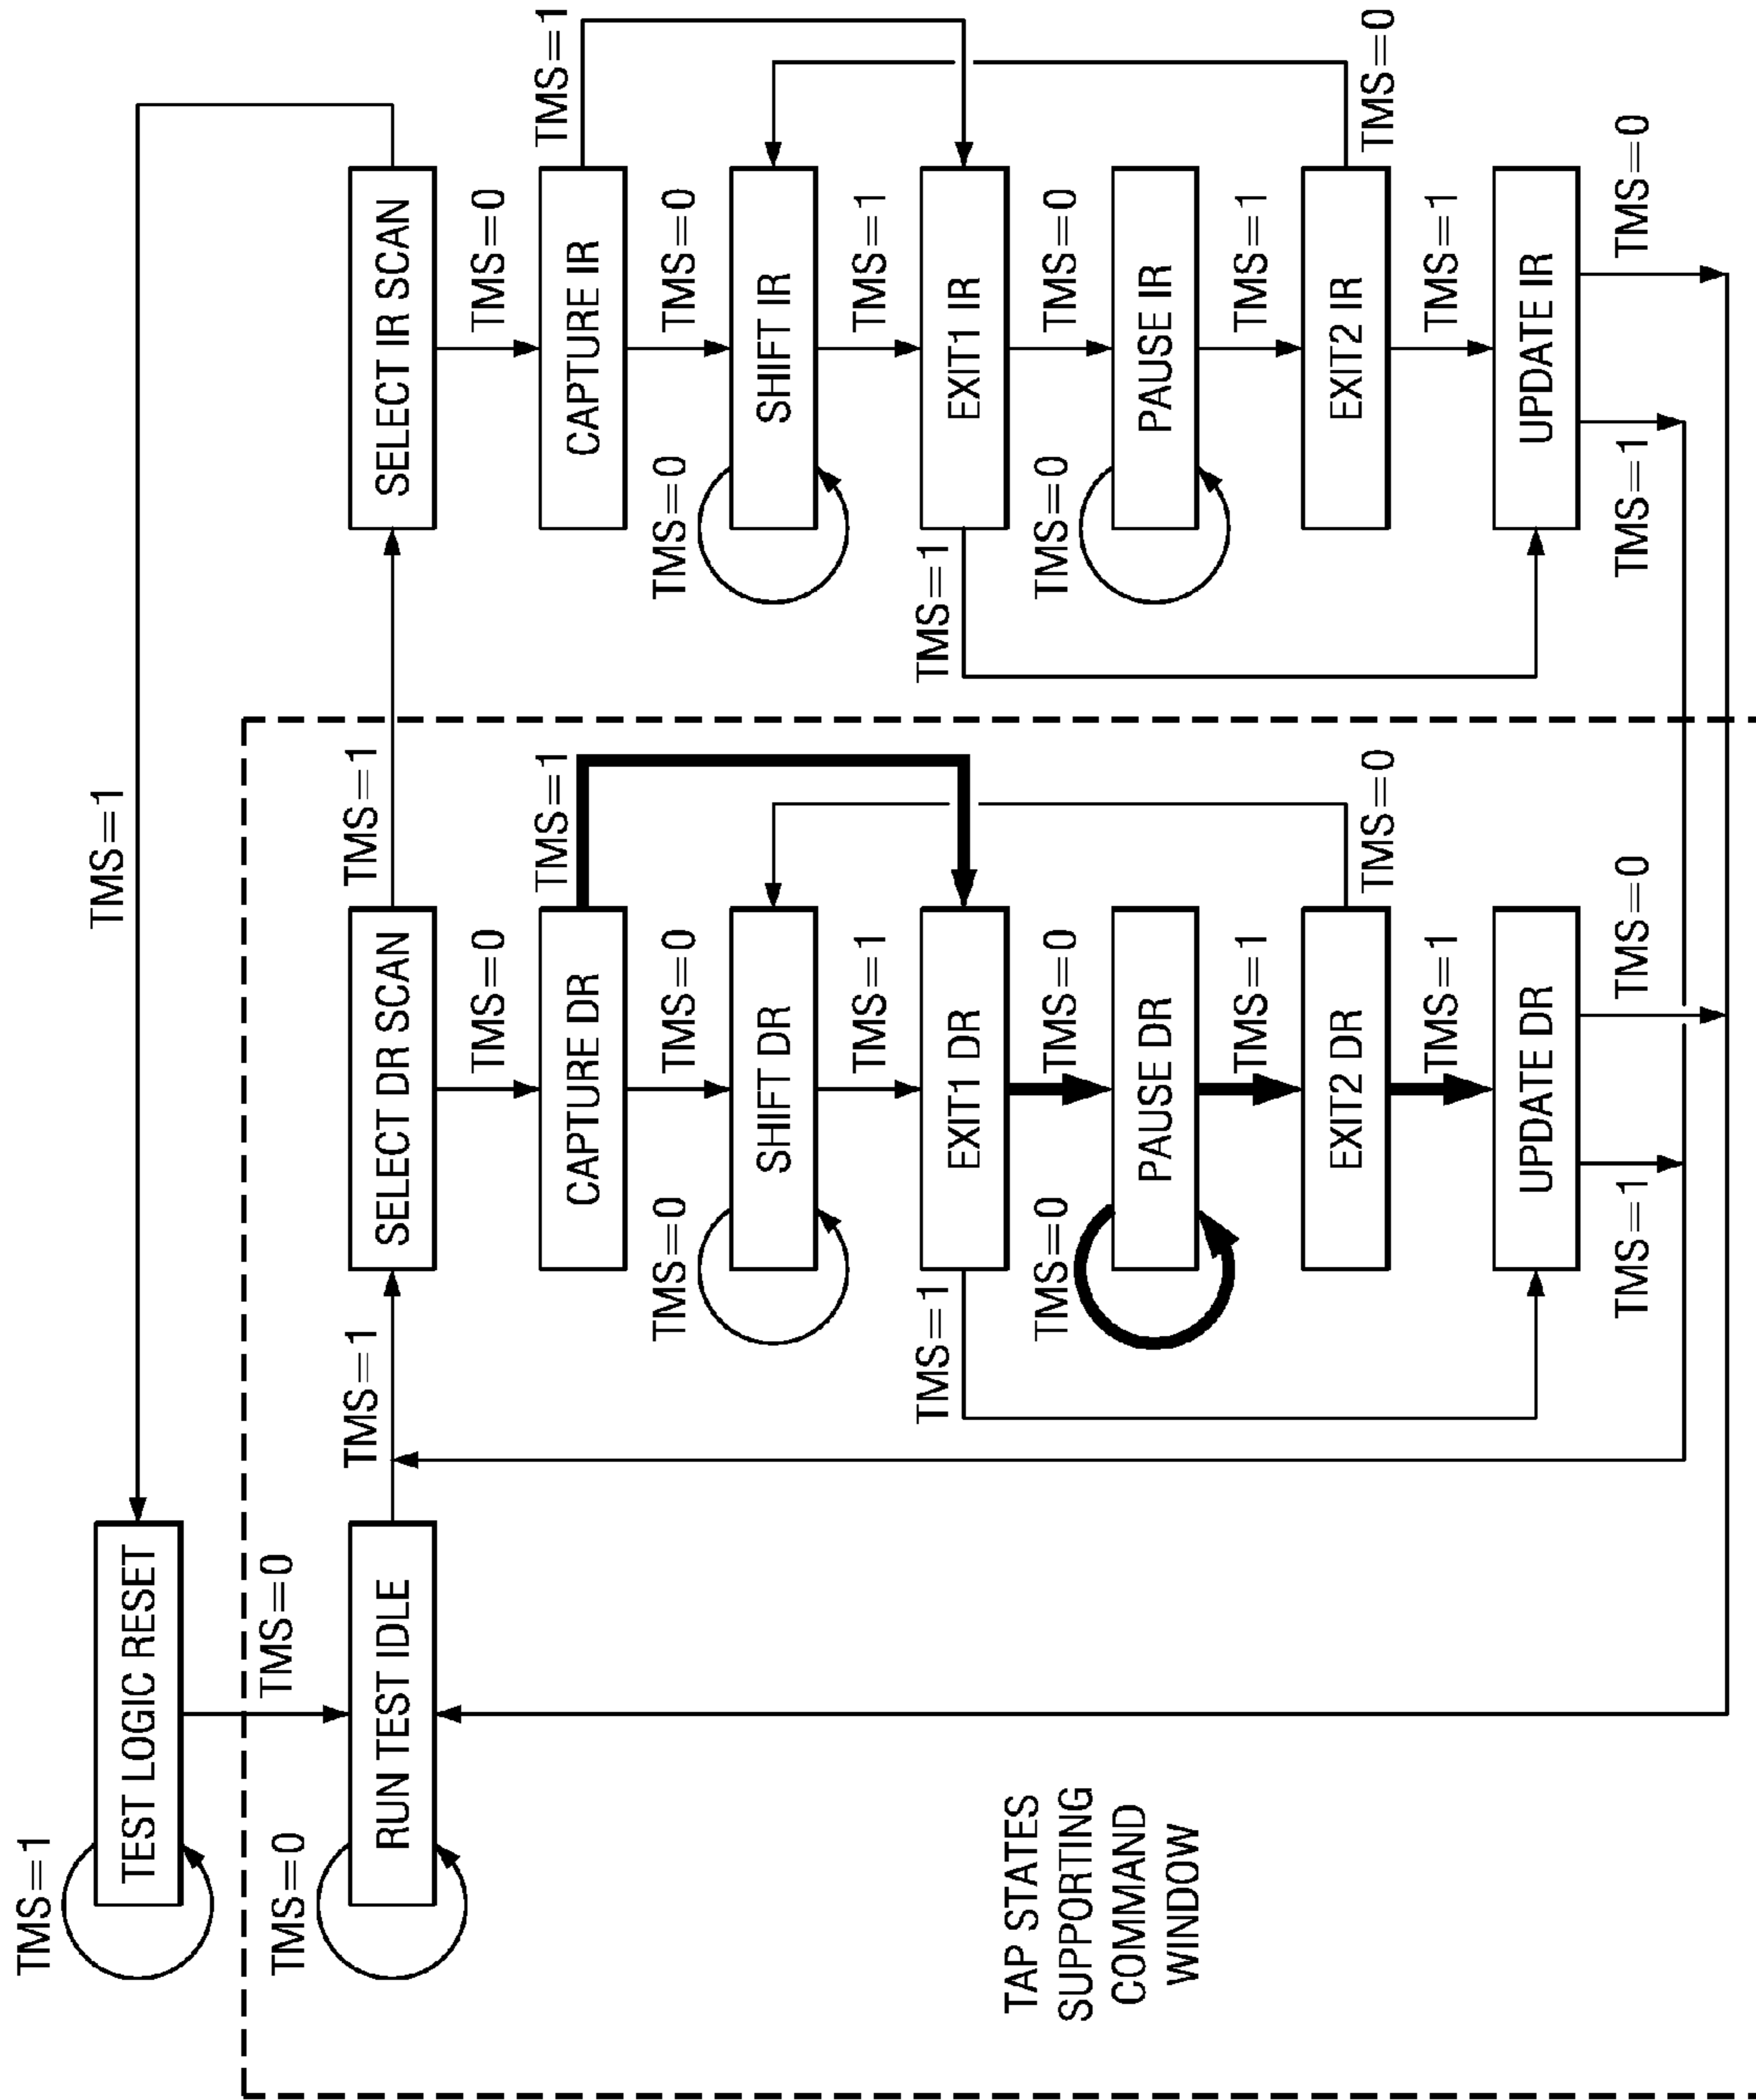 TMS=1
TMS=1
TEST LOGIC RESET
TMS=0
TMS=0
TMS=1
TMS=1
RUN TEST IDLE
SELECT DR SCAN
SELECT IR SCAN
TMS=0
TMS=0
TMS=1
TMS=1
CAPTURE DR
CAPTURE IR
TMS=0
TMS=0
TMS=0
TMS=0
SHIFT DR
SHIFT IR
TMS=1
TMS=1
TMS=1
TMS=1
EXIT1 DR
EXIT1 IR
TAP STATES
SUPPORTING
COMMAND
WINDOW
TMS=0
TMS=0
TMS=0
TMS=0
PAUSE DR
PAUSE IR
TMS=1
TMS=1
EXIT2 DR
EXIT2 IR
TMS=0
TMS=0
TMS=1
TMS=1
UPDATE DR
UPDATE IR
TMS=1
TMS=0
TMS=1
TMS=0